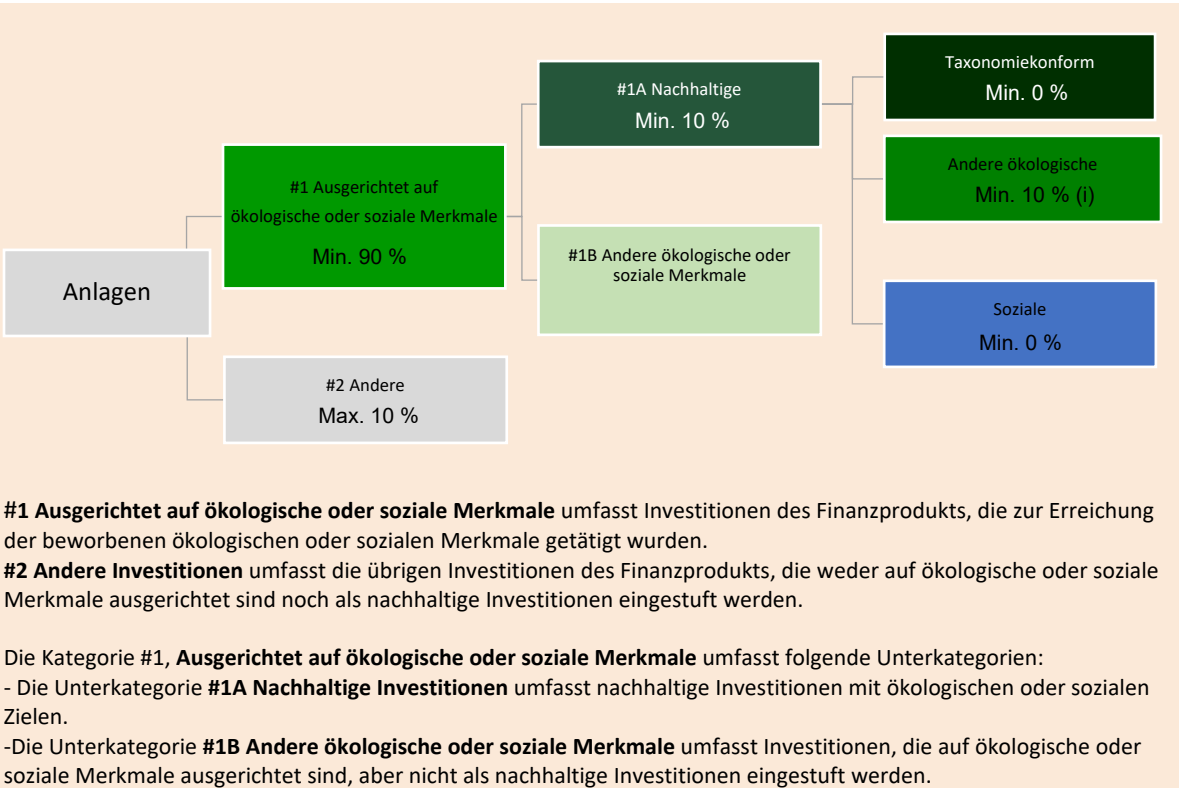 Taxonomiekonform
Min. 0 %
#1A Nachhaltige
Min. 10 %
Andere ökologische
Min. 10 % (i)
#1 Ausgerichtet auf
ökologische oder soziale Merkmale
Min. 90 %
#1B Andere ökologische oder
soziale Merkmale
Anlagen
Soziale
Min. 0 %
#2 Andere
Max. 10 %
#1 Ausgerichtet auf ökologische oder soziale Merkmale umfasst Investitionen des Finanzprodukts, die zur Erreichung
der beworbenen ökologischen oder sozialen Merkmale getätigt wurden.
#2 Andere Investitionen umfasst die übrigen Investitionen des Finanzprodukts, die weder auf ökologische oder soziale
Merkmale ausgerichtet sind noch als nachhaltige Investitionen eingestuft werden.
Die Kategorie #1, Ausgerichtet auf ökologische oder soziale Merkmale umfasst folgende Unterkategorien:
- Die Unterkategorie #1A Nachhaltige Investitionen umfasst nachhaltige Investitionen mit ökologischen oder sozialen
Zielen.
-Die Unterkategorie #1B Andere ökologische oder soziale Merkmale umfasst Investitionen, die auf ökologische oder
soziale Merkmale ausgerichtet sind, aber nicht als nachhaltige Investitionen eingestuft werden.